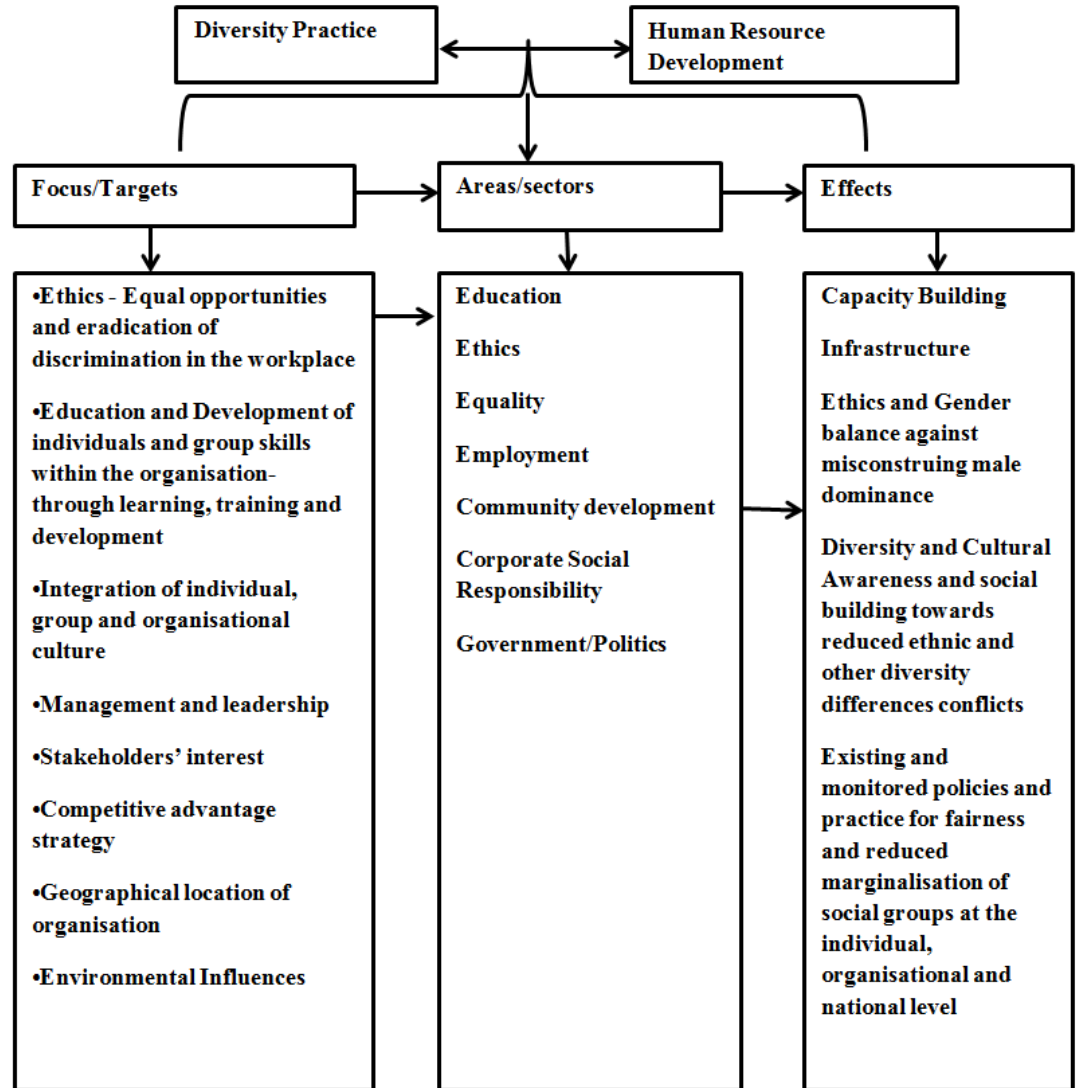 Diversity Practice
Human Resource
Development
Focus/Targets
Areas/sectors
Effects
•Ethics - Equal opportunities
and eradication of
discrimination in the workplace
•Education and Development of
individuals and group skills
within the organisation-
through learning, training and
development
•Integration of individual,
group and organisational
culture
•Management and leadership
•Stakeholders’ interest
•Competitive advantage
strategy
•Geographical location of
organisation
•Environmental Influences
Education
Ethics
Equality
Employment
Community development
Corporate Social
Responsibility
Government/Politics
Capacity Building
Infrastructure
Ethics and Gender
balance against
misconstruing male
dominance
Diversity and Cultural
Awareness and social
building towards
reduced ethnic and
other diversity
differences conflicts
Existing and
monitored policies and
practice for fairness
and reduced
marginalisation of
social groups at the
individual,
organisational and
national level